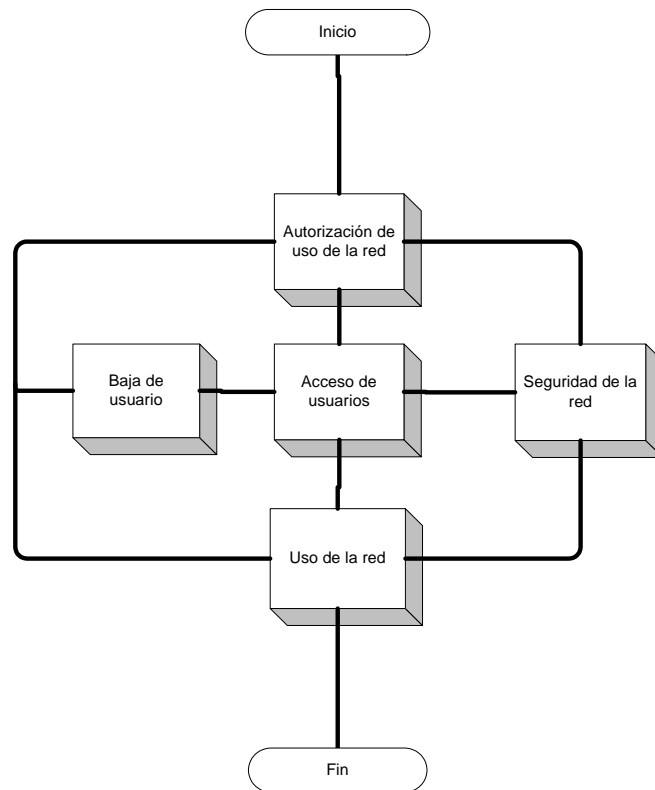 Inicio
Autorización de
uso de la red
Baja de
usuario
Acceso de
usuarios
Seguridad de la
red
Uso de la red
Fin